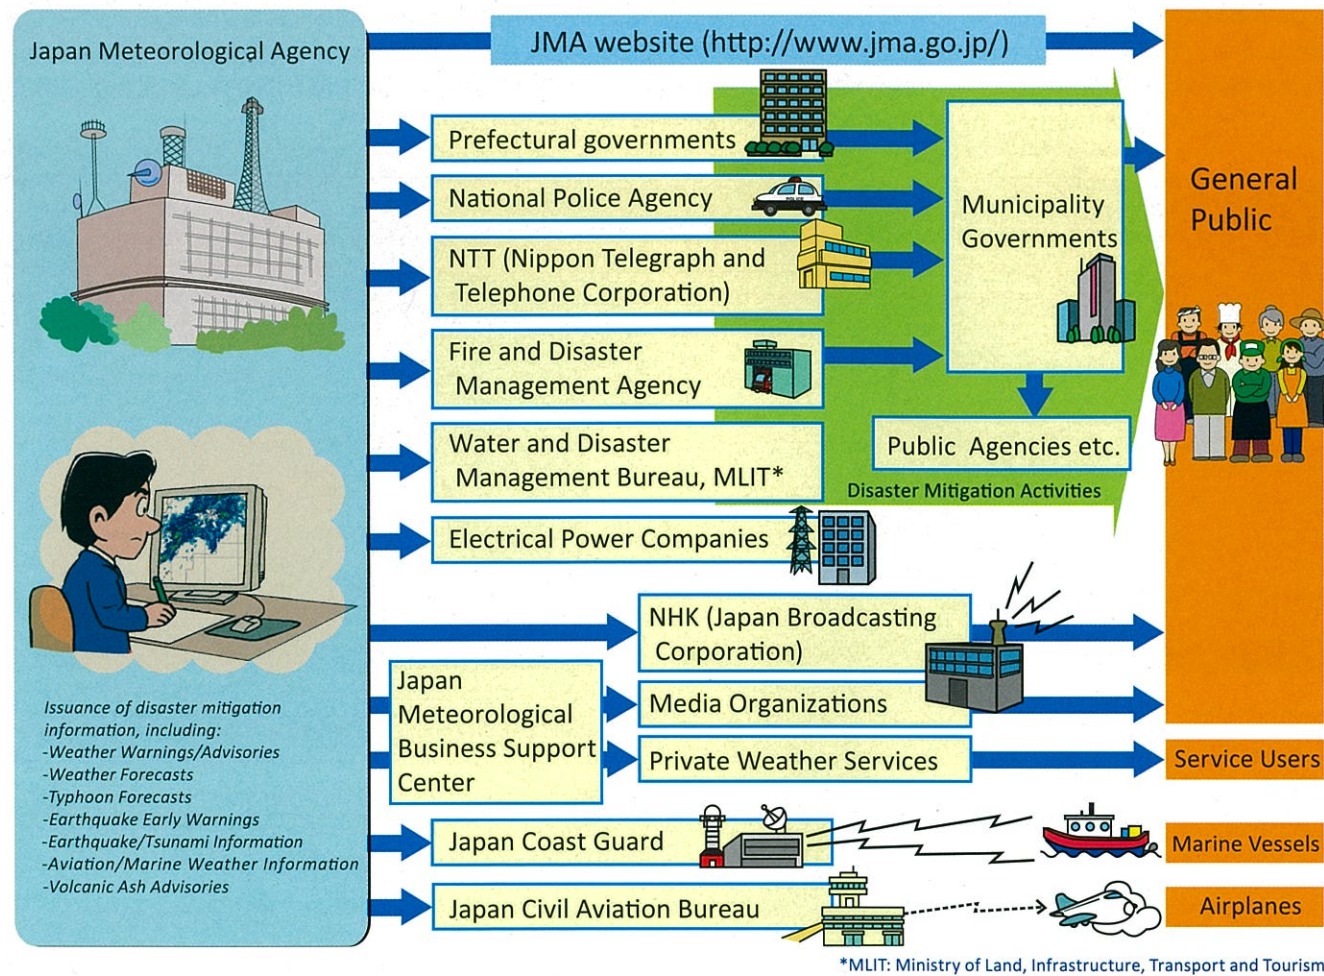 Japan Meteorological Agency
JMA website (http://www.jma.go.jp/)
Prefectural governments
National Police Agency
POLICE
NTT (Nippon Telegraph and
Telephone Corporation)
Fire and Disaster
Management Agency
Water and Disaster
Management Bureau, MLIT*
Electrical Power Companies
Municipality
Governments
Public Agencies etc.
Disaster Mitigation Activities
General
Public
NHK (Japan Broadcasting
Corporation)
Japan
Meteorological
Business Support
Center
Media Organizations
Private Weather Services
Service Users
Japan Coast Guard
Marine Vessels
Japan Civil Aviation Bureau
Airplanes
Issuance of disaster mitigation
information, including:
-Weather Warnings/Advisories
-Weather Forecasts
-Typhoon Forecasts
-Earthquake Early Warnings
-Earthquake/Tsunami Information
-Aviation/Marine Weather Information
-Volcanic Ash Advisories
*MLIT: Ministry of Land, Infrastructure, Transport and Tourism